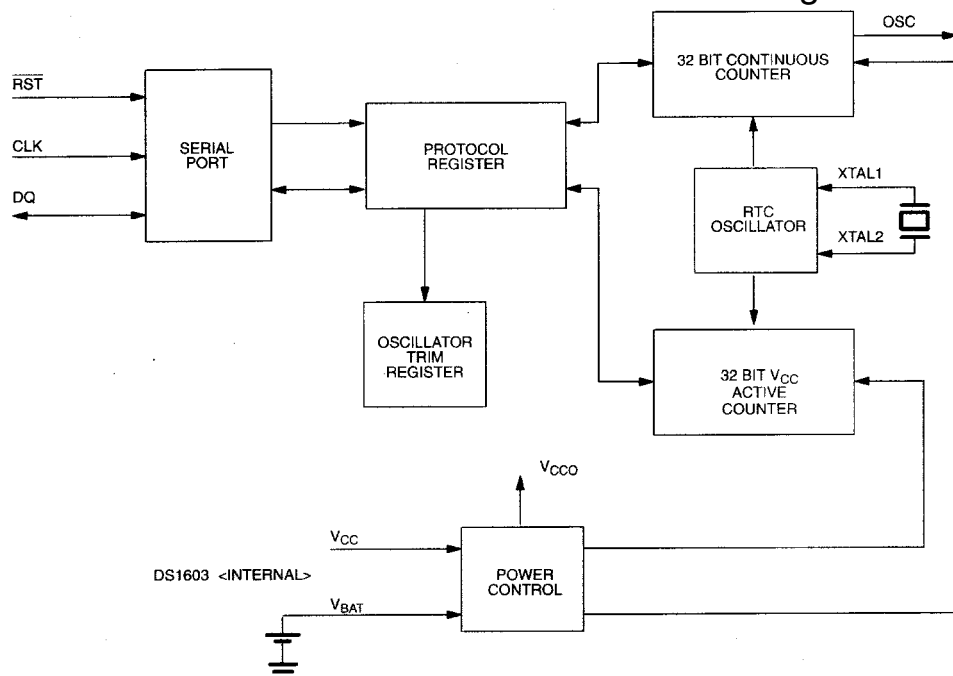 OSC
32 BIT CONTINUOUS
COUNTER
RST
CLK
DQ
SERIAL
PORT
PROTOCOL
REGISTER
XTAL1
RTC
OSCILLATOR
XTAL2
OSCILLATOR
TRIM
REGISTER
32 BIT VCC
ACTIVE
COUNTER
VCCO
VCC
POWER
CONTROL
DS1603 <INTERNAL>
VBAT